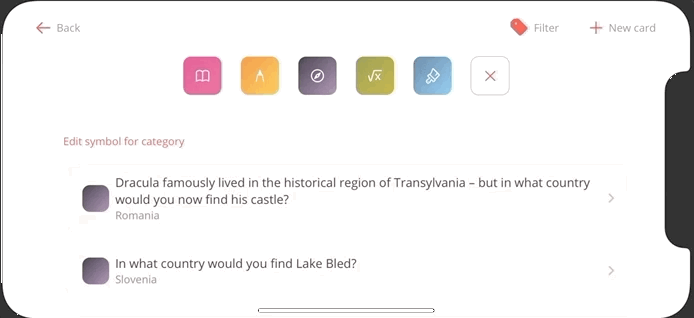 Back
Filter
New card
√x
Edit symbol for category
Dracula famously lived in the historical region of Transylvania – but in what country
would you now find his castle?
Romania
In what country would you find Lake Bled?
Slovenia